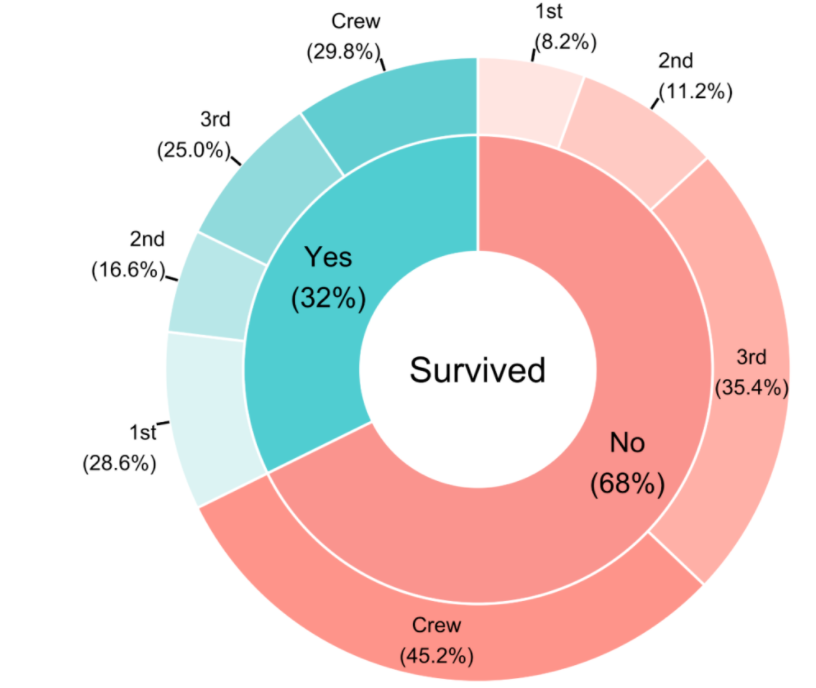 1st
(8.2%)
Crew
(29.8%)
2nd
(11.2%)
3rd
(25.0%)
2nd
(16.6%)
Yes
(32%)
Survived
3rd
(35.4%)
1st
(28.6%)
No
(68%)
Crew
(45.2%)